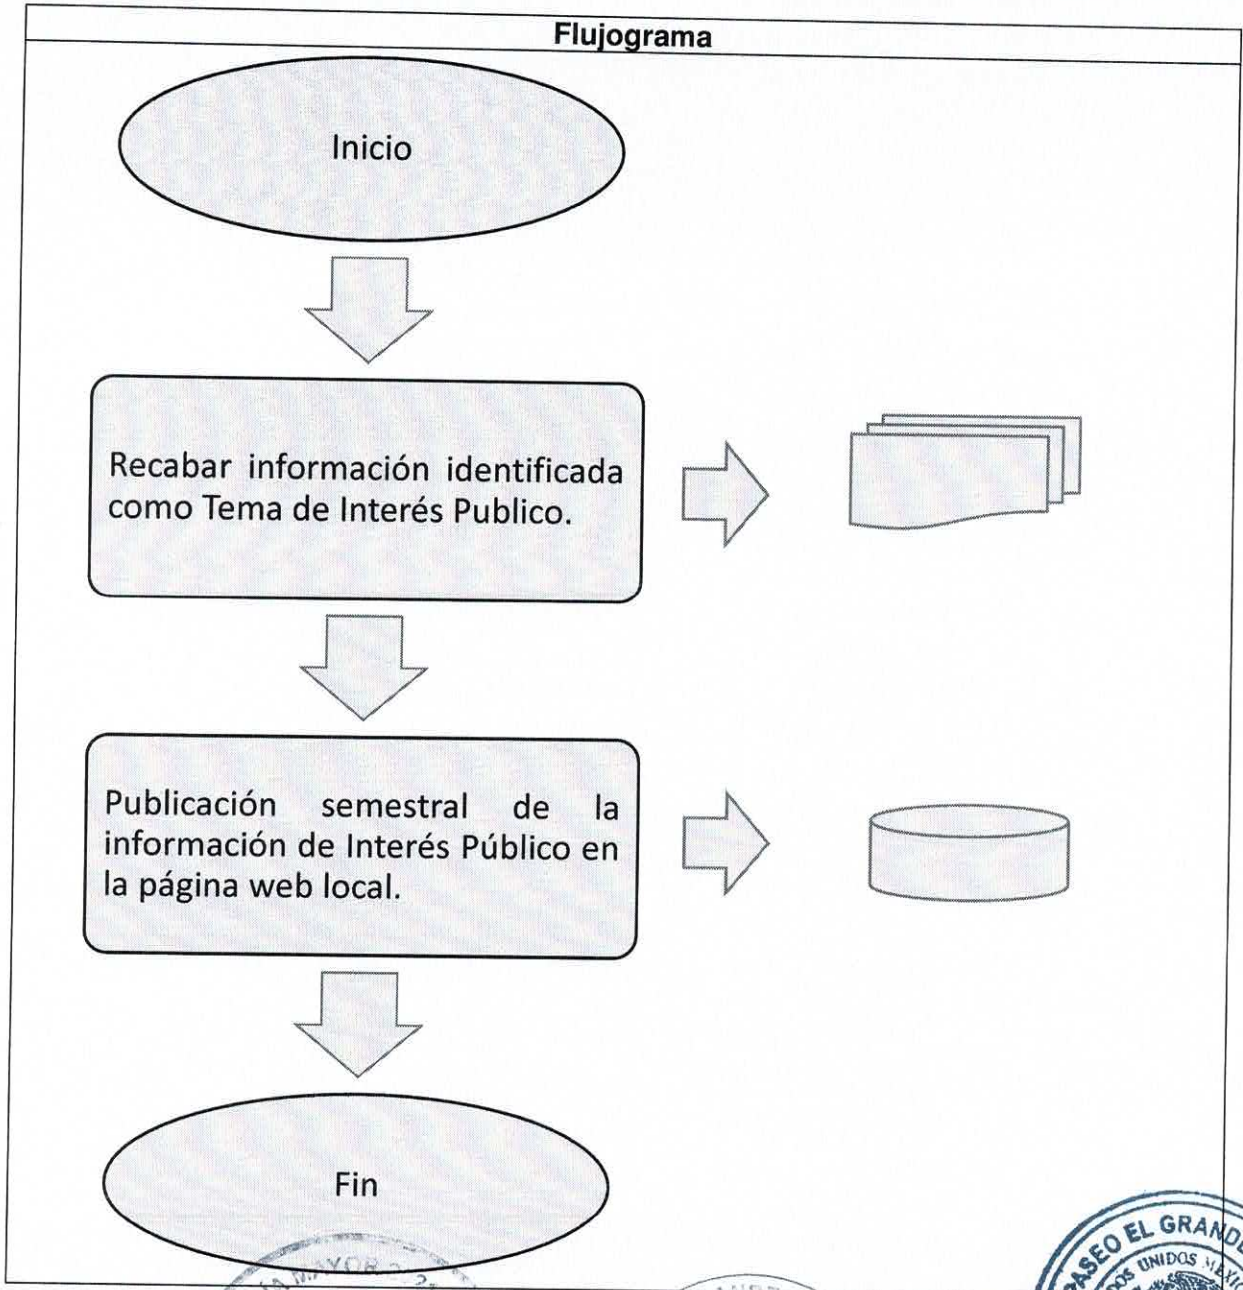 Flujograma
Inicio
Recabar información identificada
como Tema de Interés Publico.
Publicación semestral de la
información de Interés Público en
la página web local.
Fin
MAYOR
PASEO EL GRANDE
UNIDOS